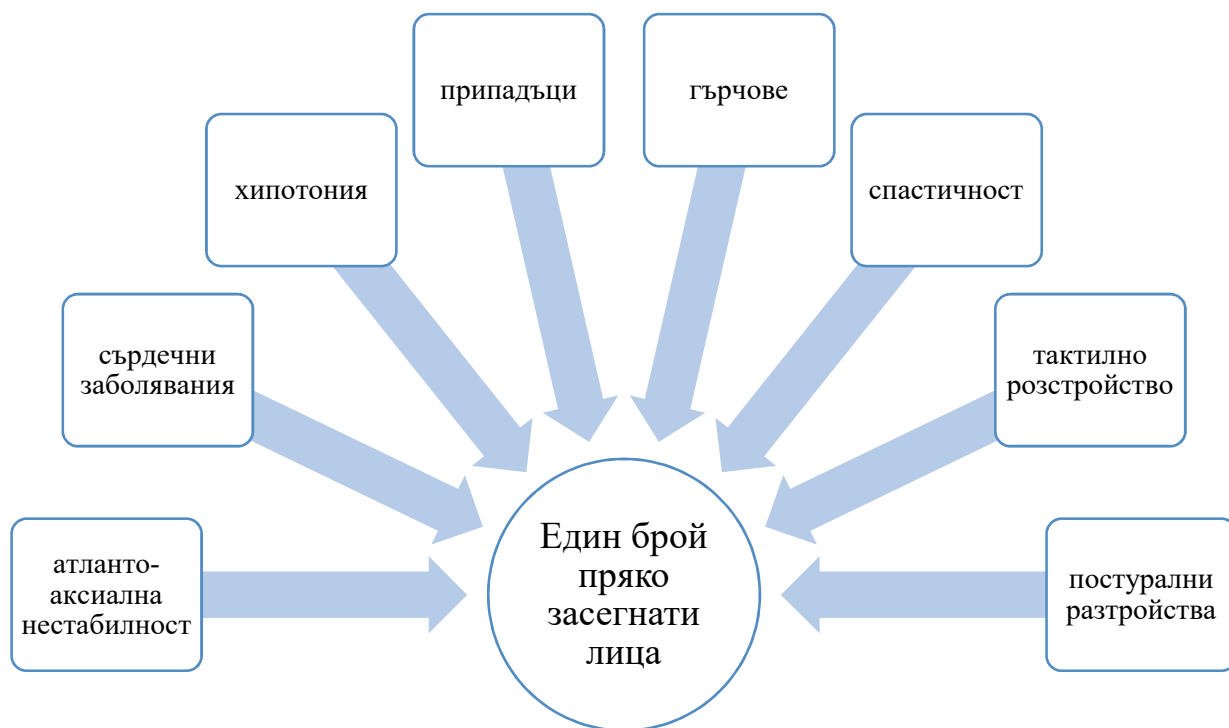 припадъци
гърчове
хипотония
спастичност
сърдечни
заболявания
тактилно
розстройство
атланто-
аксиална
нестабилност
Един брой
пряко
засегнати
лица
постурални
разтройства